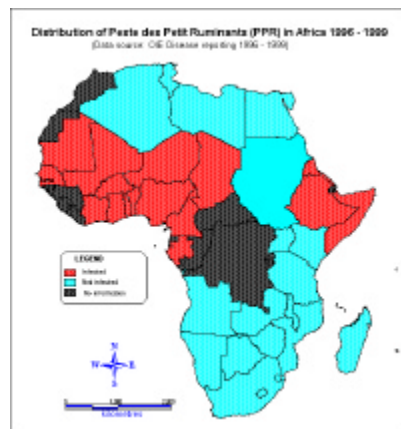 Distribution of Peste des Petit Ruminants (PPR) in Africa 1996 - 1999
(Data source: OIE Disease reporting 1996 - 1999)
LEGEND
Infected
Not infected
No information
N
W E
S
Kilometres